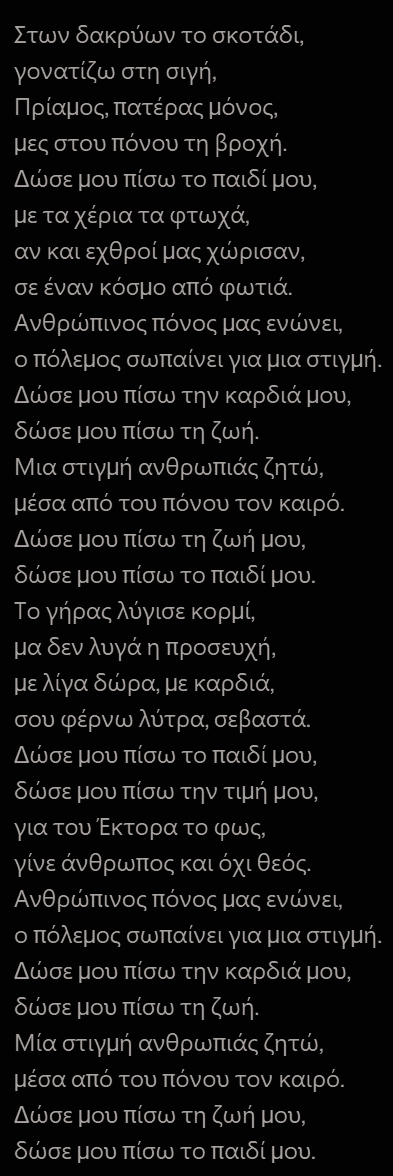 Στων δακρύων το σκοτάδι,
γονατίζω στη σιγή,
Πρίαμος, πατέρας μόνος,
μες στου πόνου τη βροχή.
Δώσε μου πίσω το παιδί μου,
με τα χέρια τα φτωχά,
αν και εχθροί μας χώρισαν,
σε έναν κόσμο από φωτιά.
Ανθρώπινος πόνος μας ενώνει,
ο πόλεμος σωπαίνει για μια στιγμή.
Δώσε μου πίσω την καρδιά μου,
δώσε μου πίσω τη ζωή.
Μια στιγμή ανθρωπιάς ζητώ,
μέσα από του πόνου τον καιρό.
Δώσε μου πίσω τη ζωή μου,
δώσε μου πίσω το παιδί μου.
Το γήρας λύγισε κορμί,
μα δεν λυγά η προσευχή,
με λίγα δώρα, με καρδιά,
σου φέρνω λύτρα, σεβαστά.
Δώσε μου πίσω το παιδί μου,
δώσε μου πίσω την τιμή μου,
για του Έκτορα το φως,
γίνε άνθρωπος και όχι θεός.
Ανθρώπινος πόνος μας ενώνει,
ο πόλεμος σωπαίνει για μια στιγμή.
Δώσε μου πίσω την καρδιά μου,
δώσε μου πίσω τη ζωή.
Μία στιγμή ανθρωπιάς ζητώ,
μέσα από του πόνου τον καιρό.
Δώσε μου πίσω τη ζωή μου,
δώσε μου πίσω το παιδί μου.